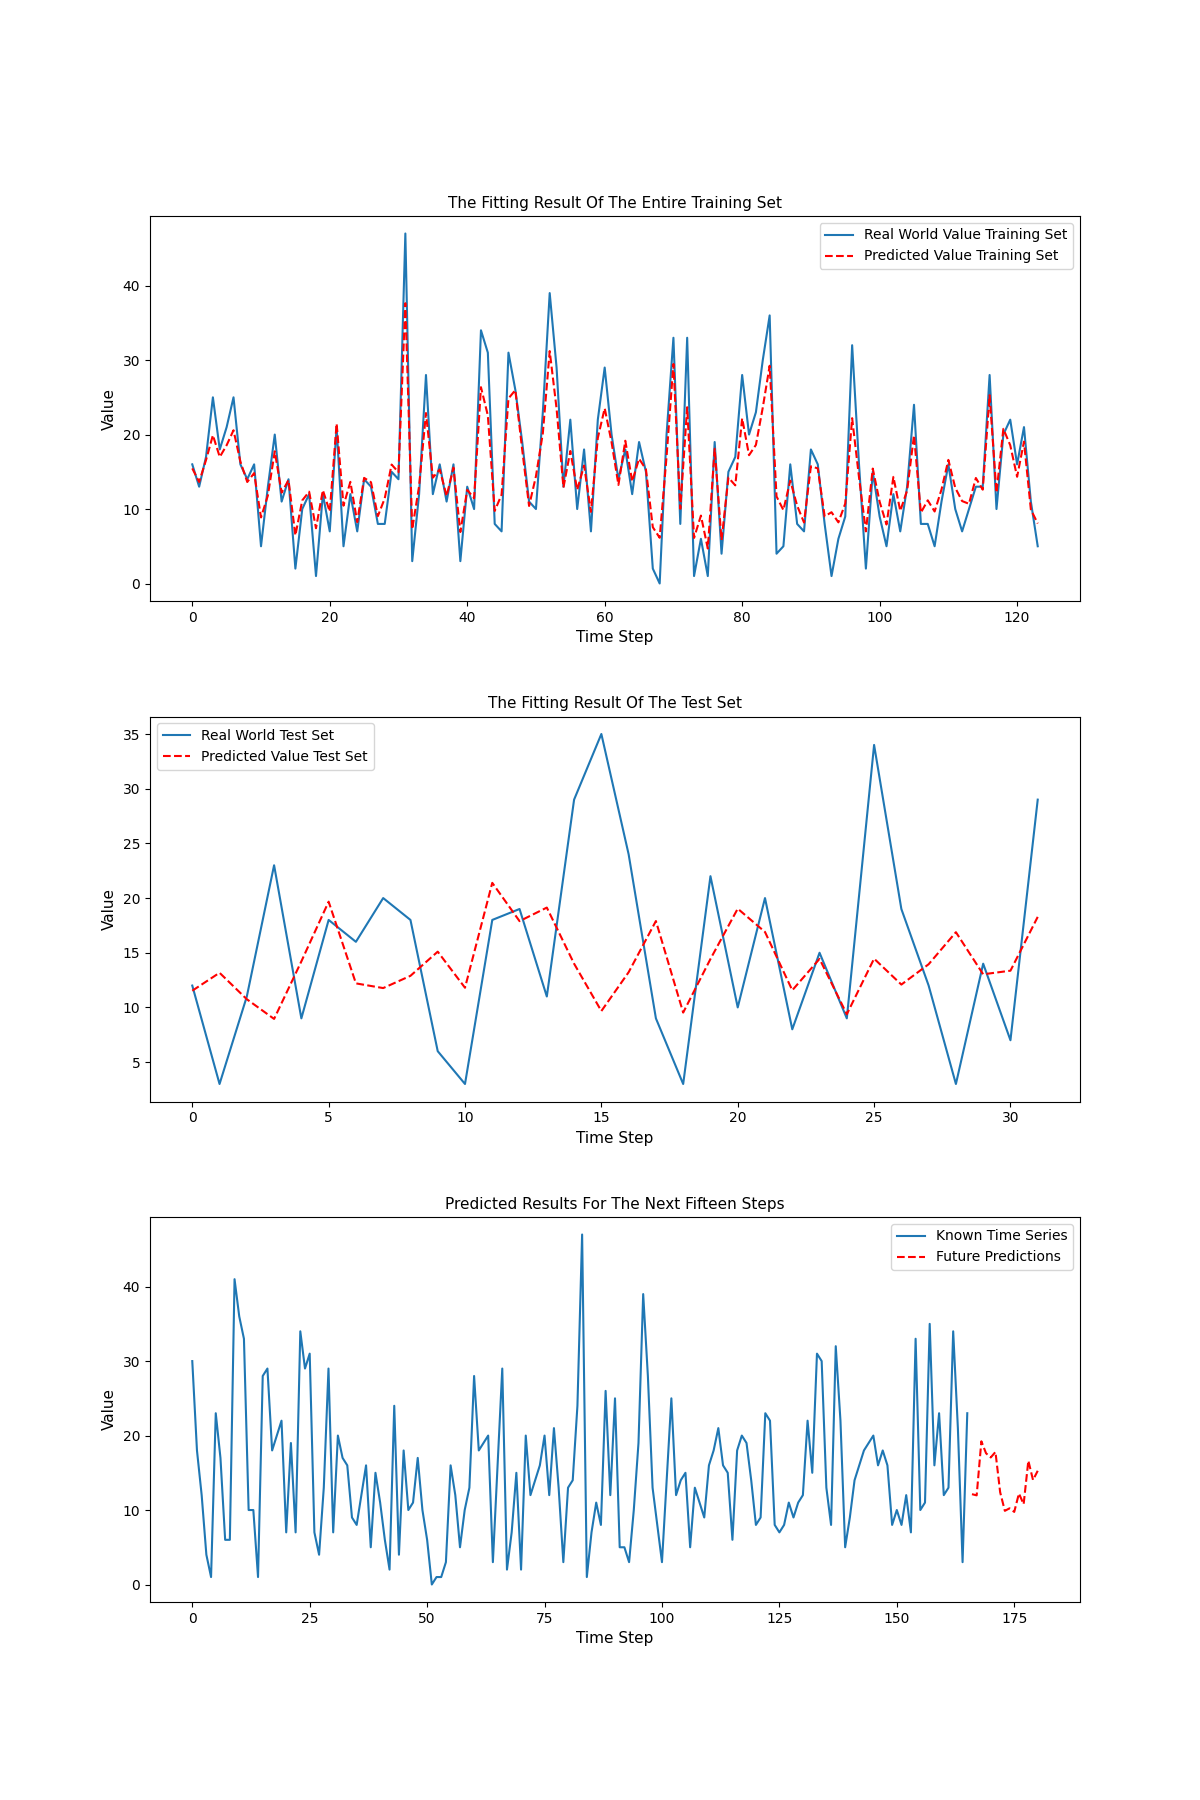 The Fitting Result Of The Entire Training Set
Real World Value Training Set
Predicted Value Training Set
Value
40
30
20
10
0
0 20 40 60 80 100 120
Time Step
The Fitting Result Of The Test Set
Real World Test Set
Predicted Value Test Set
Value
35
30
25
20
15
10
5
0 5 10 15 20 25 30
Time Step
Predicted Results For The Next Fifteen Steps
Known Time Series
Future Predictions
Value
40
30
20
10
0
0 25 50 75 100 125 150 175
Time Step